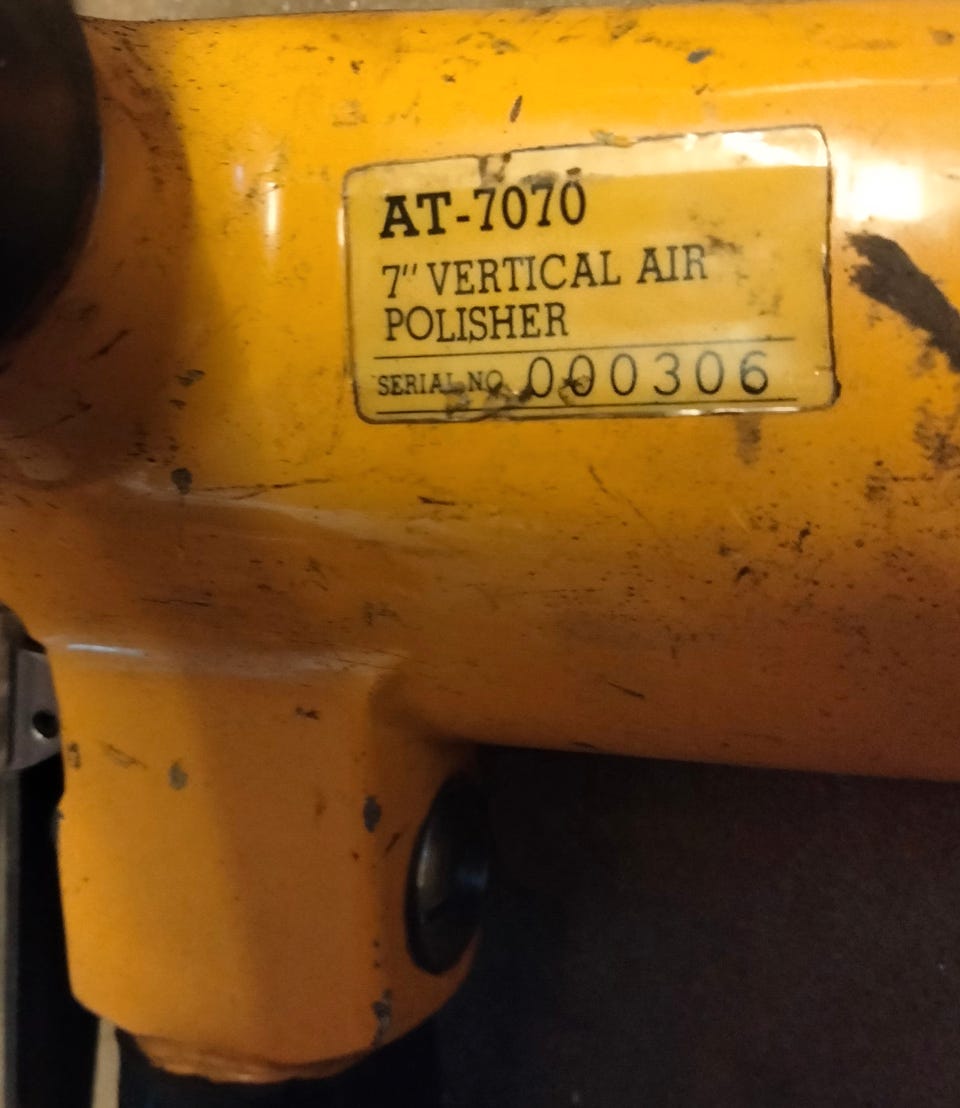 AT-7070
7" VERTICAL AIR
POLISHER
SERIAL NO. 000306